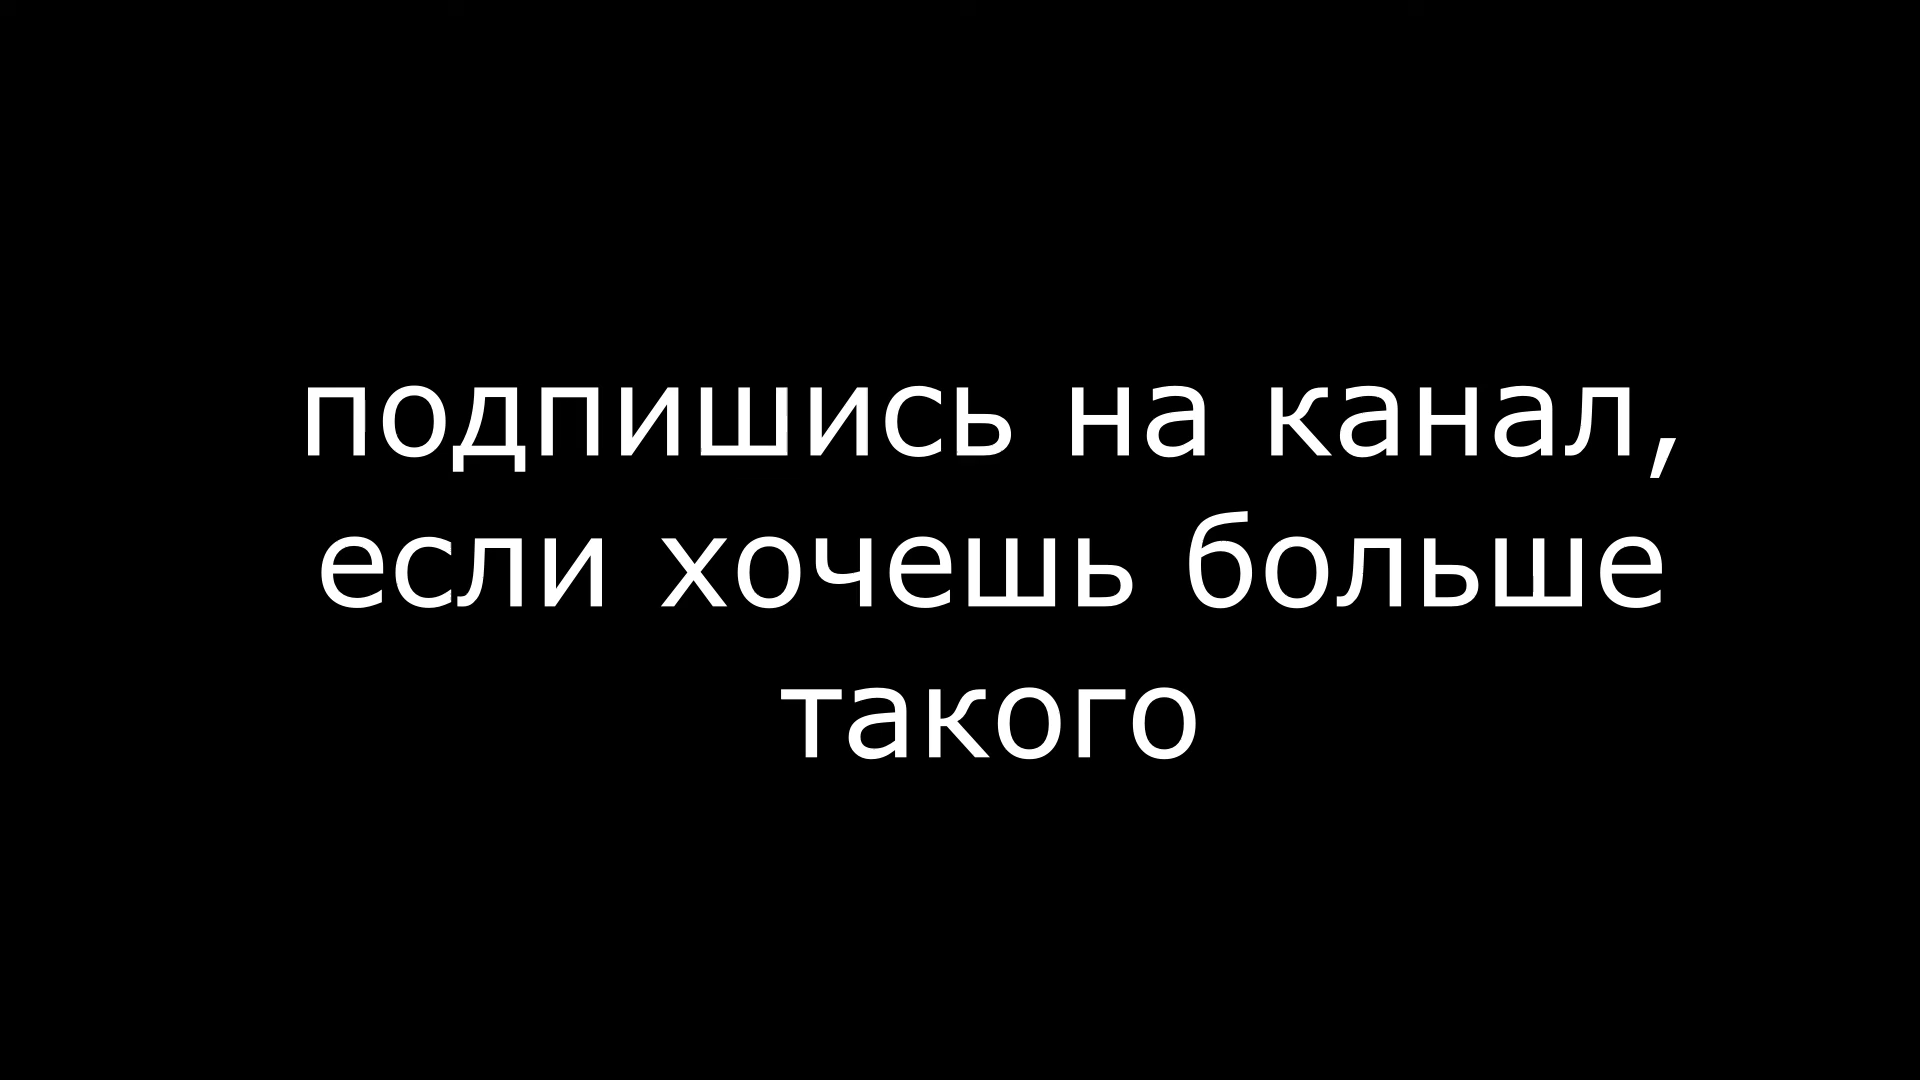 подпишись на канал,
если хочешь больше
такого